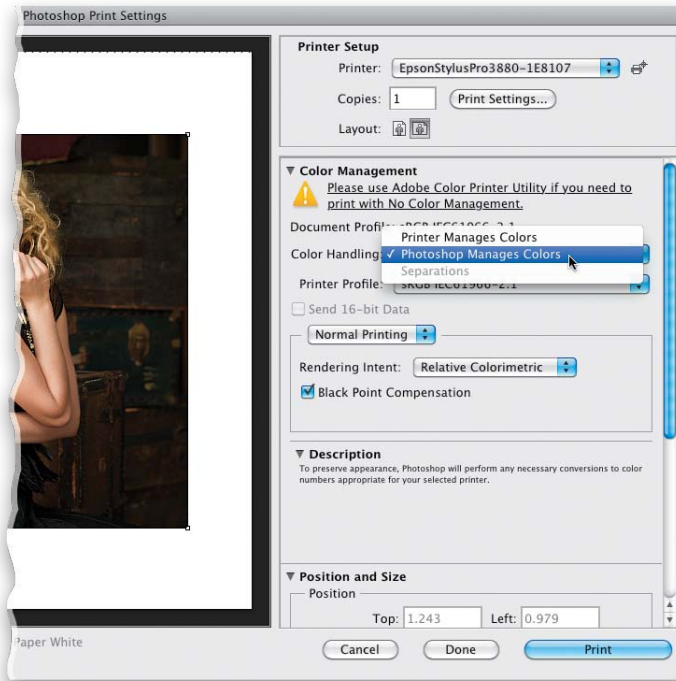 Photoshop Print Settings
Printer Setup
Printer: EpsonStylusPro3880-1E8107
Copies: 1 Print Settings...
Layout:
Color Management
Please use Adobe Color Printer Utility if you need to
print with No Color Management.
Document Profile: sRGB IEC61966-2.1
Printer Manages Colors
Color Handling: ✓ Photoshop Manages Colors
Separations
Printer Profile: sRGB IEC61966-2.1
Send 16-bit Data
Normal Printing
Rendering Intent: Relative Colorimetric
Black Point Compensation
Description
To preserve appearance, Photoshop will perform any necessary conversions to color
numbers appropriate for your selected printer.
Position and Size
Position
Top: 1.243 Left: 0.979
Paper White
Cancel Done Print